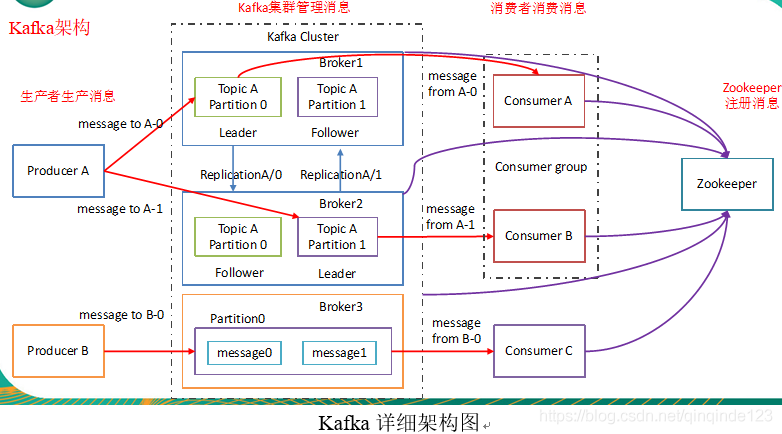 Kafka架构
Kafka集群管理消息
消费者消费消息
Kafka Cluster
Broker1
Topic A
Partition 0
Topic A
Partition 1
Leader
Follower
生产者生产消息
message to A-0
Producer A
message to A-1
ReplicationA/0
ReplicationA/1
Broker2
Topic A
Partition 0
Topic A
Partition 1
Follower
Leader
message
from A-0
Consumer A
Consumer group
message
from A-1
Consumer B
Zookeeper
注册消息
Zookeeper
message to B-0
Producer B
Broker3
Partition0
message0
message1
message
from B-0
Consumer C
Kafka 详细架构图
https://blog.csdn.net/qinqinde123